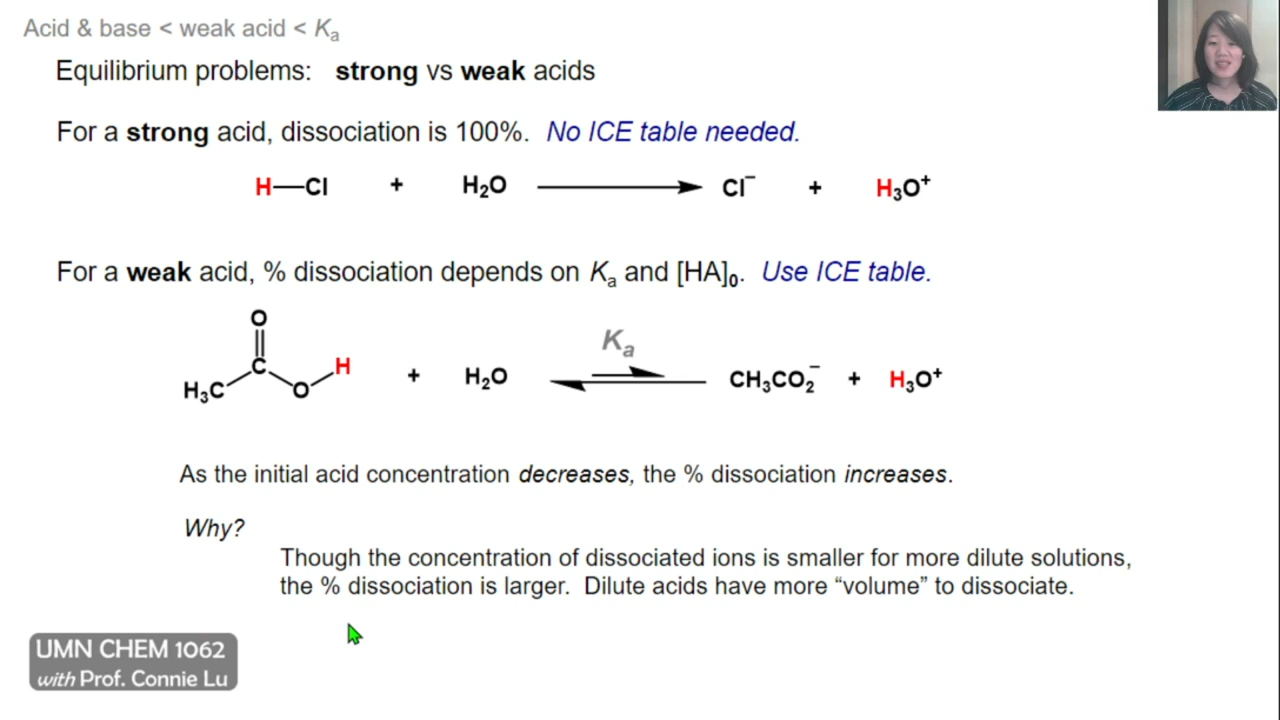 Acid & base < weak acid < Kₐ
Equilibrium problems: strong vs weak acids
For a strong acid, dissociation is 100%. No ICE table needed.
H—Cl + H₂O ⟶ Cl⁻ + H₃O⁺
For a weak acid, % dissociation depends on Kₐ and [HA]₀. Use ICE table.
O
Kₐ
C
H
H₃C
O
+ H₂O ⇌ CH₃CO₂⁻ + H₃O⁺
As the initial acid concentration decreases, the % dissociation increases.
Why?
Though the concentration of dissociated ions is smaller for more dilute solutions,
the % dissociation is larger. Dilute acids have more “volume” to dissociate.
UMN CHEM 1062
with Prof. Connie Lu